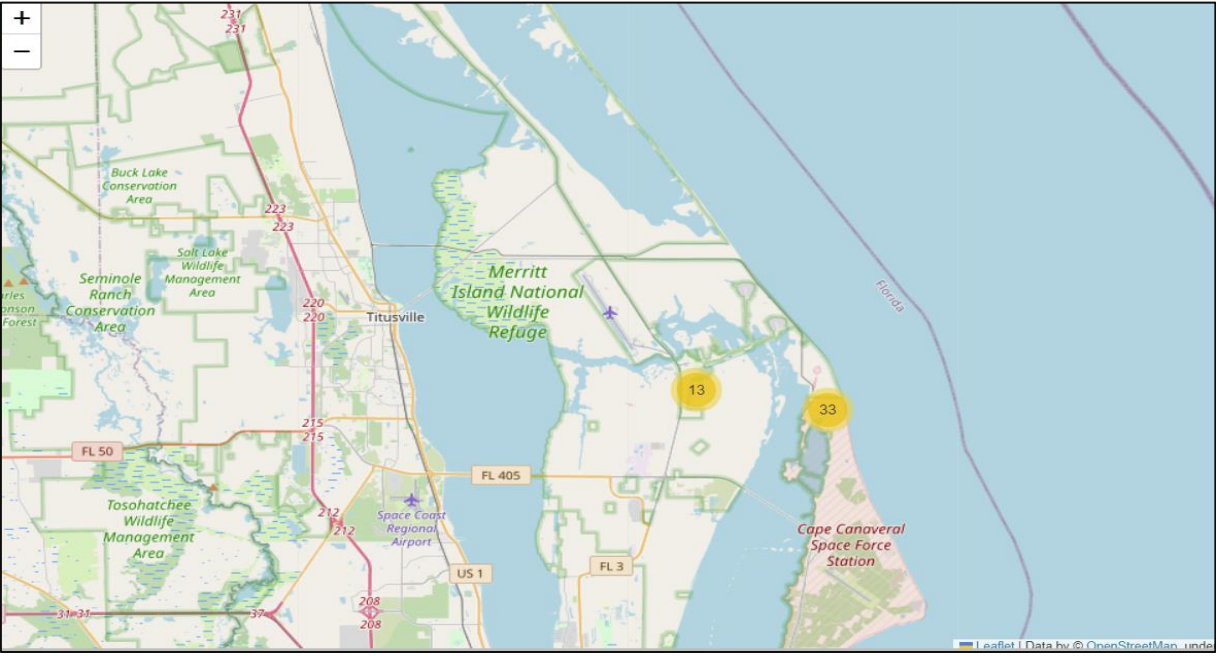 +
−
231
231
Buck Lake
Conservation
Area
223
223
Salt Lake
Wildlife
Management
Area
Seminole
Ranch
Conservation
Area
rles
onson
Forest
220
220
Titusville
Merritt
Island National
Wildlife
Refuge
Florida
13
33
215
215
FL 50
FL 405
Tosohatchee
Wildlife
Management
Area
212
212
Space Coast
Regional
Airport
Cape Canaveral
Space Force
Station
US 1
FL 3
208
208
31 31
37
Leaflet | Data by © OpenStreetMap, unde